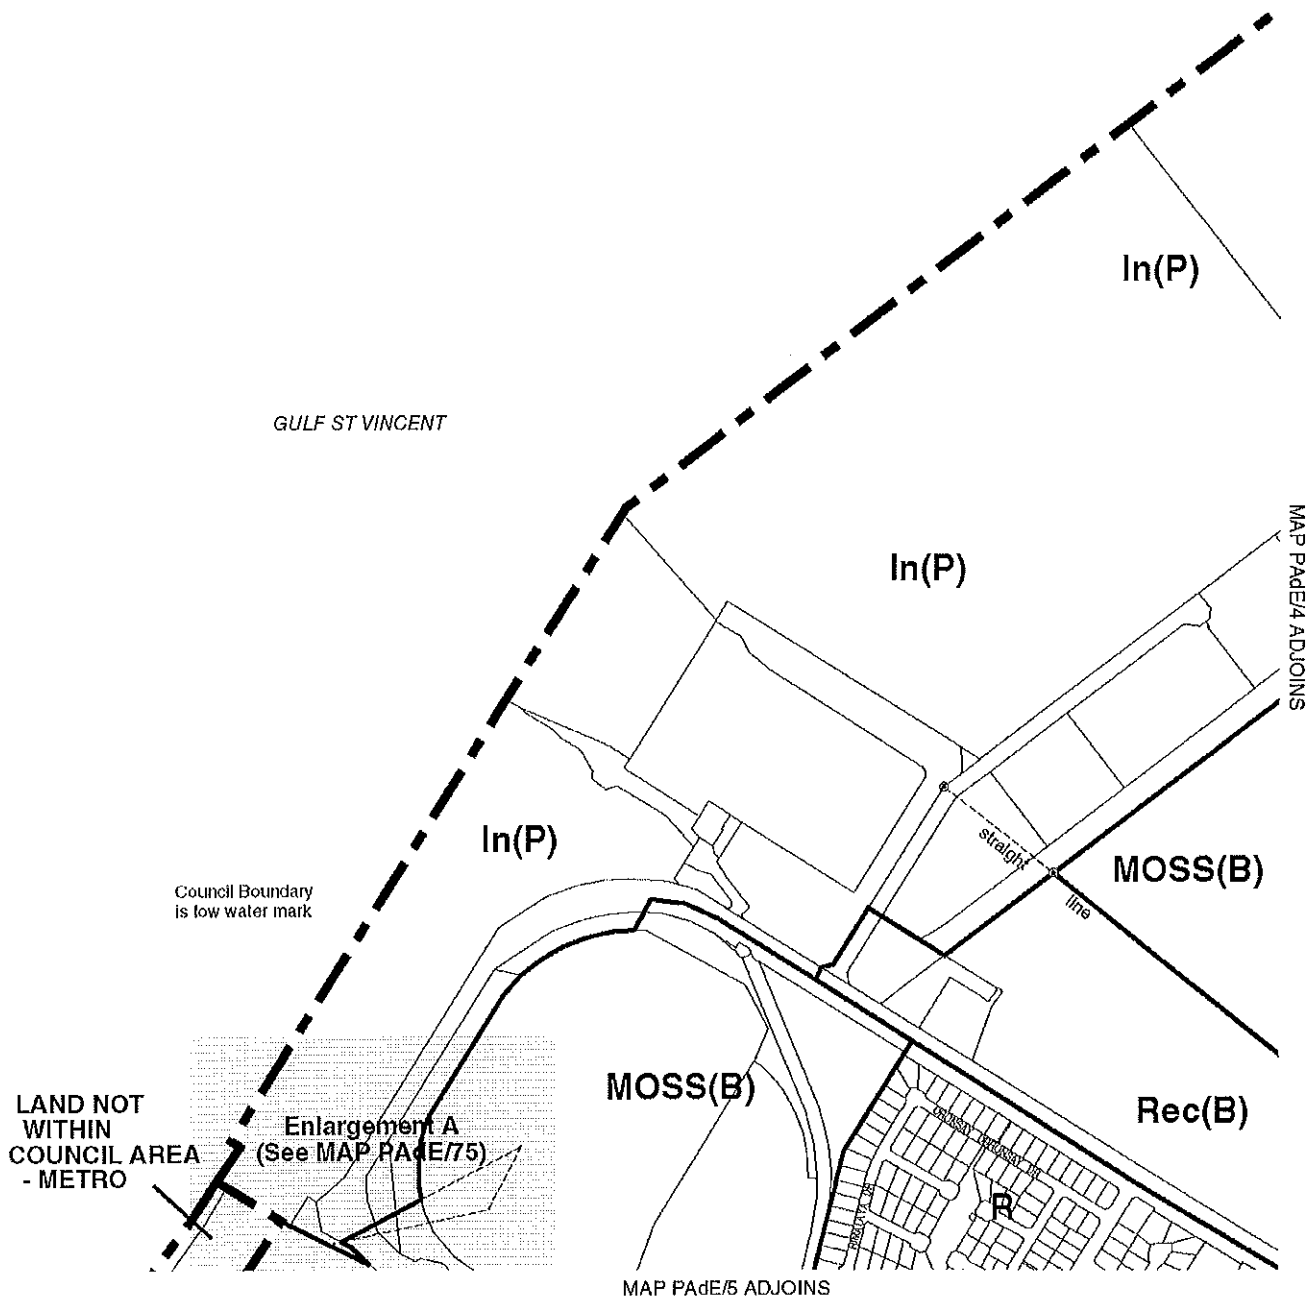 In(P)
GULF ST VINCENT
In(P)
MAP PAdE/4 ADJOINS
In(P)
straight
line
MOSS(B)
Council Boundary
is low water mark
MOSS(B)
Rec(B)
LAND NOT
WITHIN
COUNCIL AREA
- METRO
Enlargement A
(See MAP PAdE/75)
R
MAP PAdE/5 ADJOINS